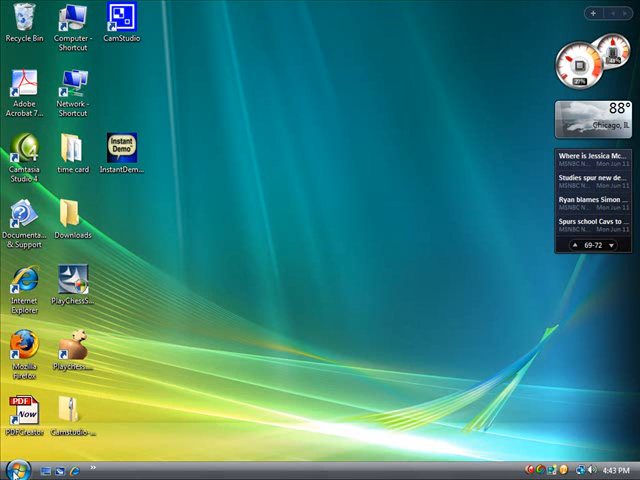 Recycle Bin
Computer - Shortcut
CamStudio
Adobe Acrobat 7...
Network - Shortcut
Camtasia Studio 4
time card
Instant Demo
InstantDem...
Documenta... & Support
Downloads
Internet Explorer
PlayChessS...
Mozilla Firefox
Playchess....
PDF
Now
PDFCreator
Camstudio-...
88°
Chicago, IL
Where is Jessica Mc...
MSNBC N... Mon Jun 11
Studies spur new de...
MSNBC N... Mon Jun 11
Ryan blames Simon ...
MSNBC N... Mon Jun 11
Spurs school Cavs to ...
MSNBC N... Mon Jun 11
69-72
4:43 PM